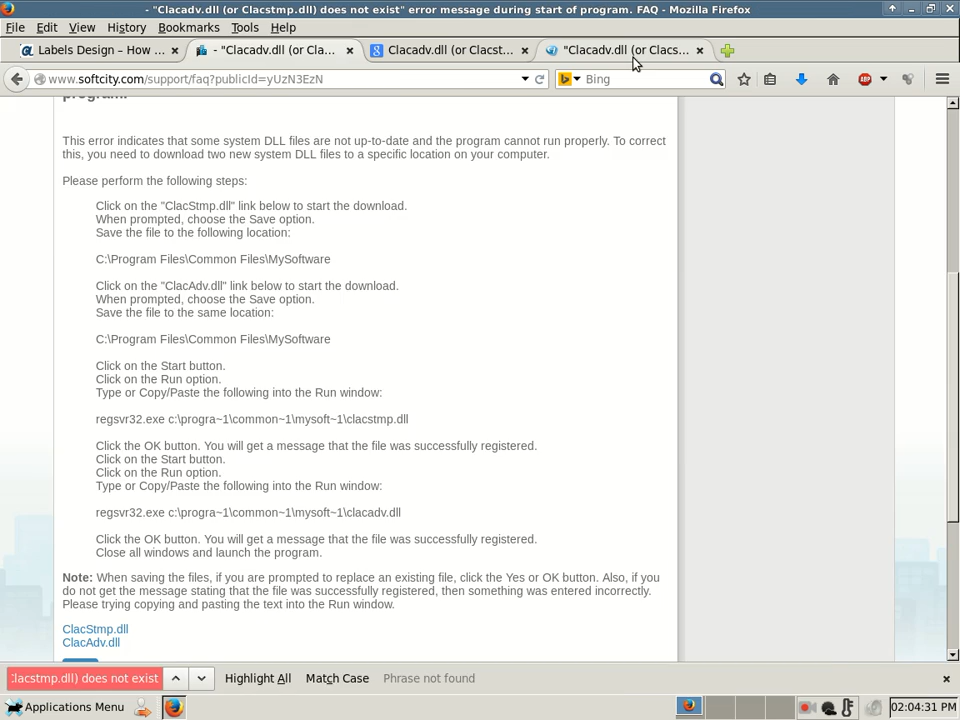 - "Clacadv.dll (or Clacstmp.dll) does not exist" error message during start of program. FAQ - Mozilla Firefox
File Edit View History Bookmarks Tools Help
Labels Design – How ... - "Clacadv.dll (or Cla... Clacadv.dll (or Clacst... "Clacadv.dll (or Clacs...
www.softcity.com/support/faq?publicId=yUzN3EzN Bing ABP
program.
This error indicates that some system DLL files are not up-to-date and the program cannot run properly. To correct
this, you need to download two new system DLL files to a specific location on your computer.
Please perform the following steps:
Click on the "ClacStmp.dll" link below to start the download.
When prompted, choose the Save option.
Save the file to the following location:
C:\Program Files\Common Files\MySoftware
Click on the "ClacAdv.dll" link below to start the download.
When prompted, choose the Save option.
Save the file to the same location:
C:\Program Files\Common Files\MySoftware
Click on the Start button.
Click on the Run option.
Type or Copy/Paste the following into the Run window:
regsvr32.exe c:\progra~1\common~1\mysoft~1\clacstmp.dll
Click the OK button. You will get a message that the file was successfully registered.
Click on the Start button.
Click on the Run option.
Type or Copy/Paste the following into the Run window:
regsvr32.exe c:\progra~1\common~1\mysoft~1\clacadv.dll
Click the OK button. You will get a message that the file was successfully registered.
Close all windows and launch the program.
Note: When saving the files, if you are prompted to replace an existing file, click the Yes or OK button. Also, if you
do not get the message stating that the file was successfully registered, then something was entered incorrectly.
Please trying copying and pasting the text into the Run window.
ClacStmp.dll
ClacAdv.dll
Clacstmp.dll) does not exist Highlight All Match Case Phrase not found
Applications Menu 02:04:31 PM